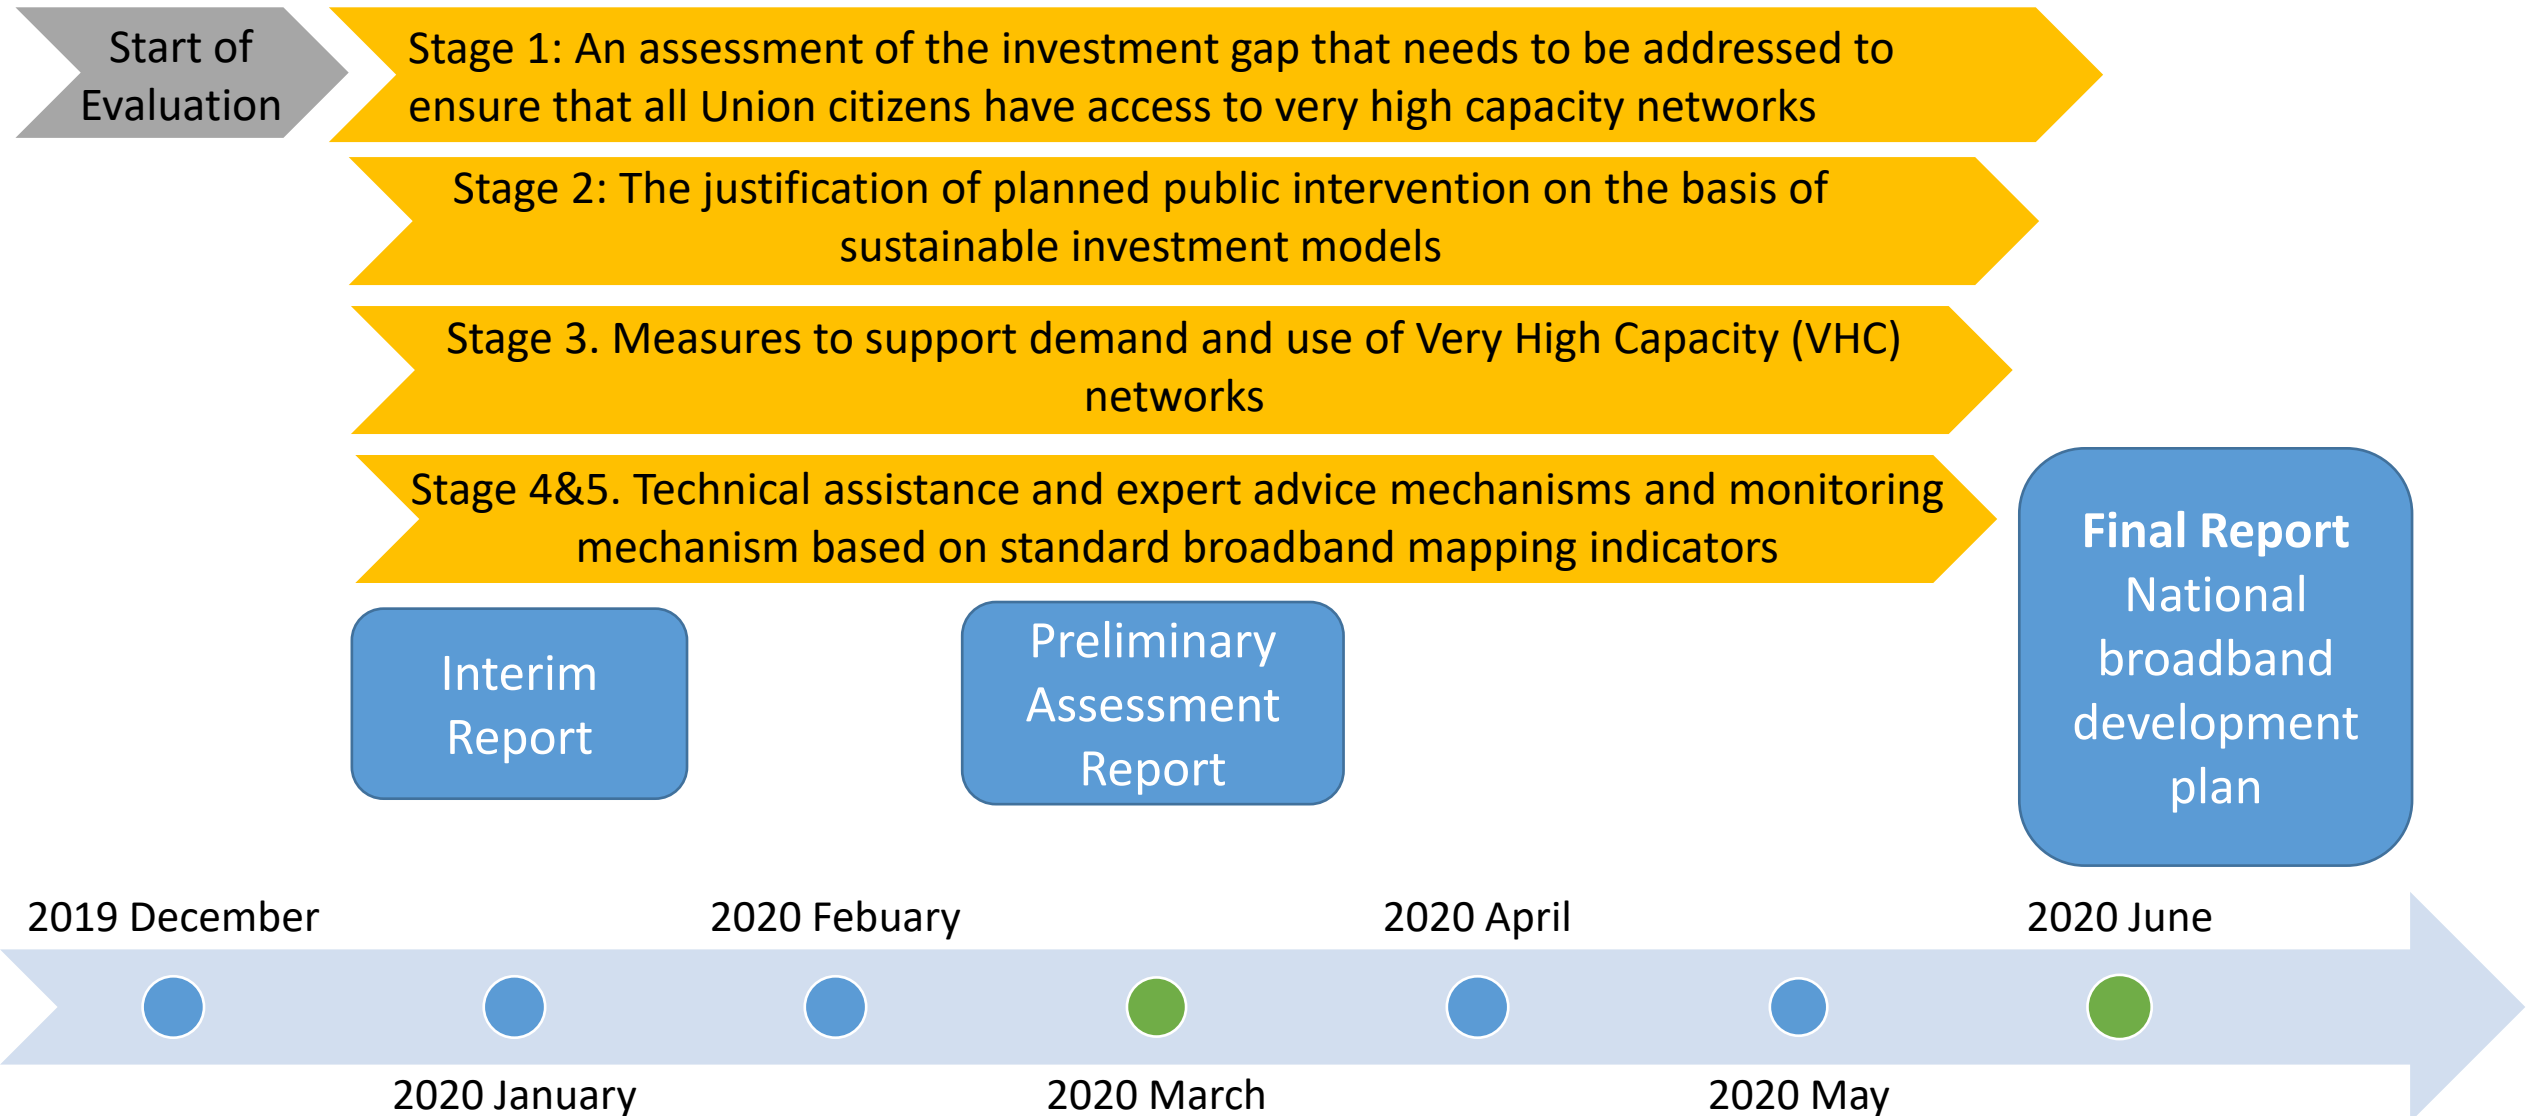 Start of
Evaluation
Stage 1: An assessment of the investment gap that needs to be addressed to
ensure that all Union citizens have access to very high capacity networks
Stage 2: The justification of planned public intervention on the basis of
sustainable investment models
Stage 3. Measures to support demand and use of Very High Capacity (VHC)
networks
Stage 4&5. Technical assistance and expert advice mechanisms and monitoring
mechanism based on standard broadband mapping indicators
Interim
Report
Preliminary
Assessment
Report
Final Report
National
broadband
development
plan
2019 December
2020 January
2020 Febuary
2020 March
2020 April
2020 May
2020 June